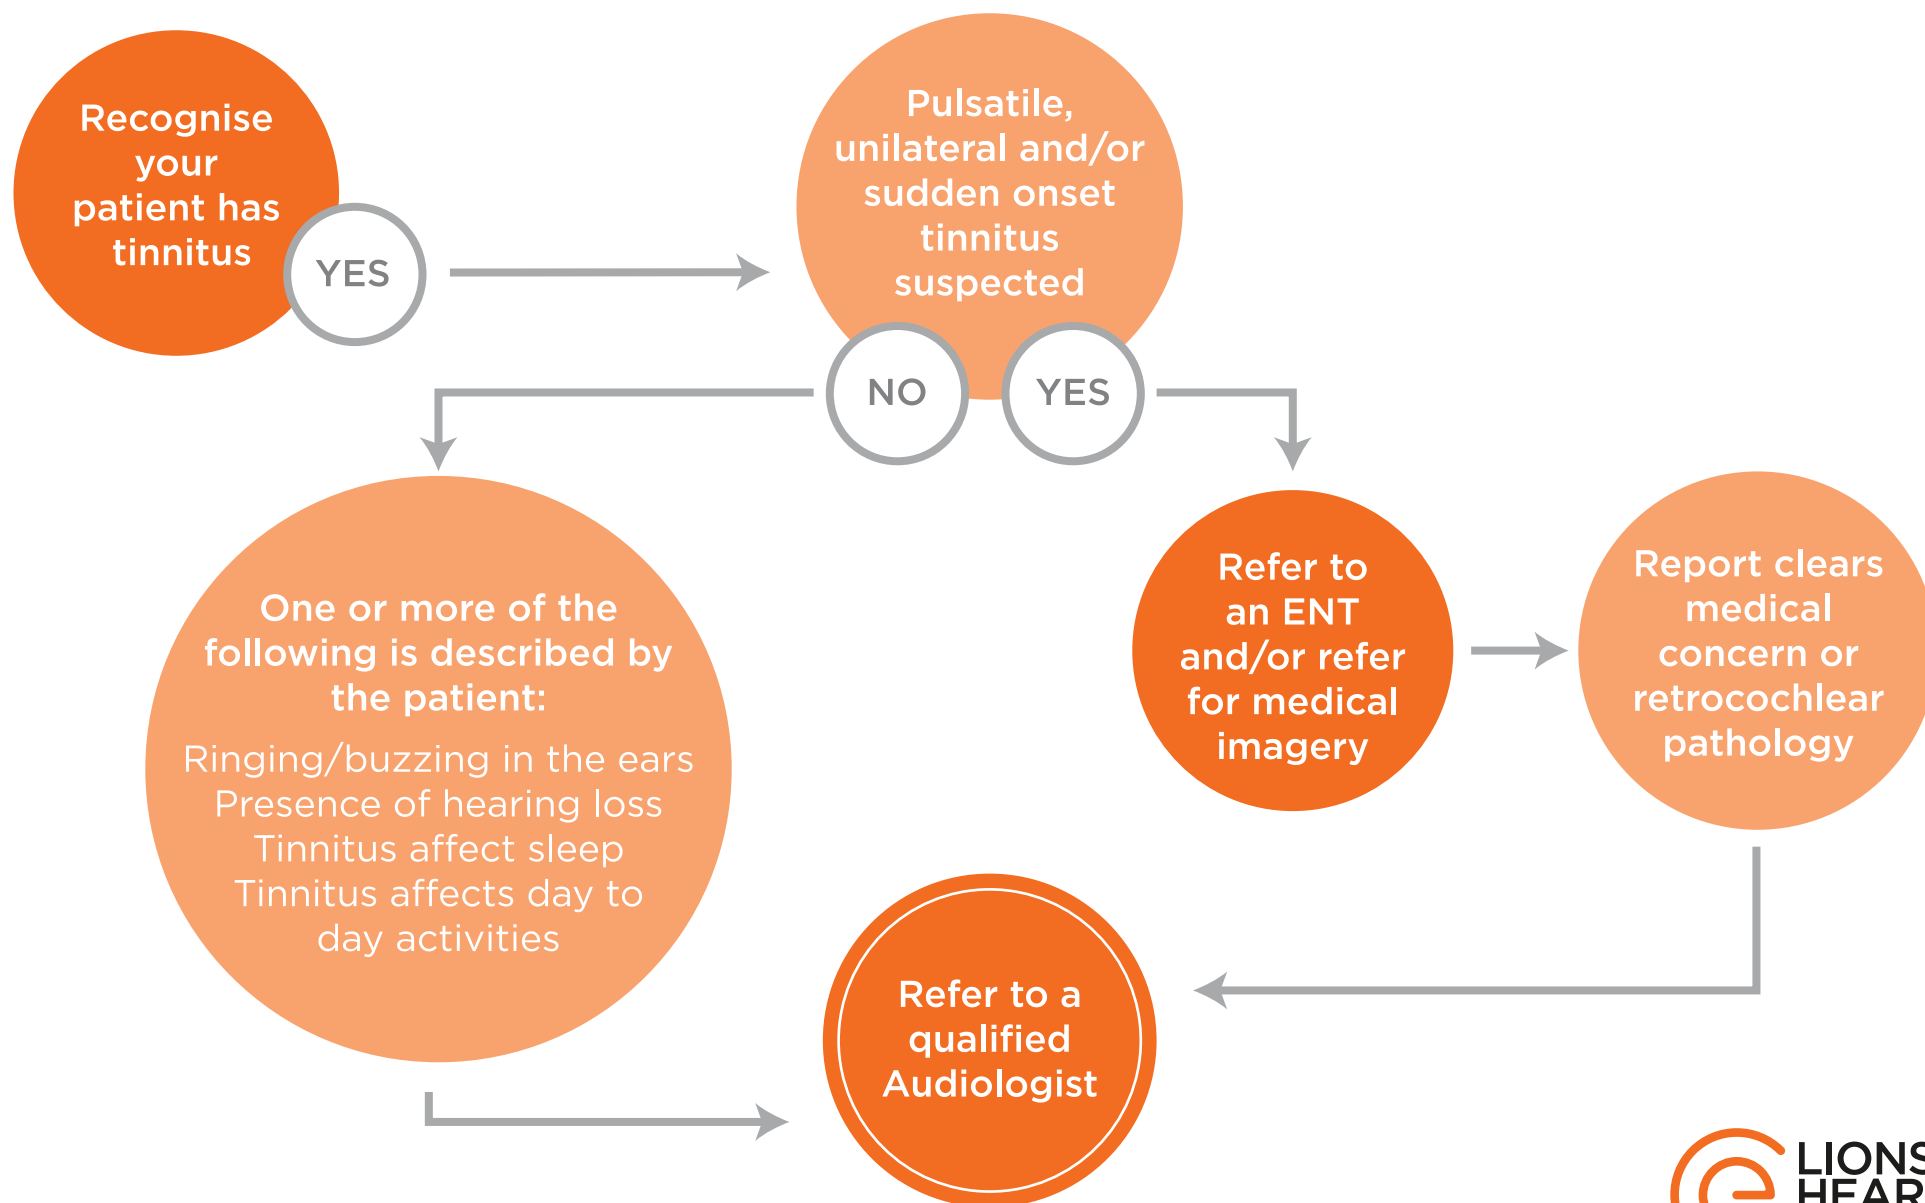 Recognise
your
patient has
tinnitus
YES
Pulsatile,
unilateral and/or
sudden onset
tinnitus
suspected
NO
YES
One or more of the
following is described by
the patient:
Ringing/buzzing in the ears
Presence of hearing loss
Tinnitus affect sleep
Tinnitus affects day to
day activities
Refer to
an ENT
and/or refer
for medical
imagery
Report clears
medical
concern or
retrocochlear
pathology
Refer to a
qualified
Audiologist
LIONS
HEAR